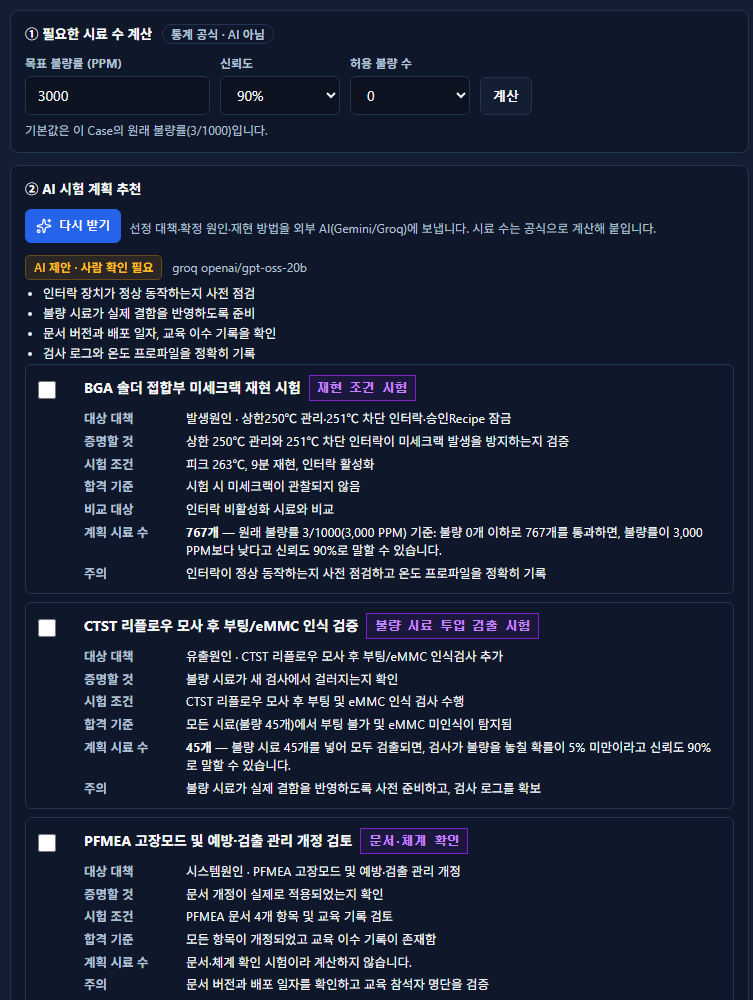 ① 필요한 시료 수 계산 통계 공식 · AI 아님
목표 불량률 (PPM) 신뢰도 허용 불량 수
3000 90% 0 계산
기본값은 이 Case의 원래 불량률(3/1000)입니다.
② AI 시험 계획 추천
다시 받기 선정 대책·확정 원인·재현 방법을 외부 AI(Gemini/Groq)에 보냅니다. 시료 수는 공식으로 계산해 붙입니다.
AI 제안 · 사람 확인 필요 groq openai/gpt-oss-20b
• 인터락 장치가 정상 동작하는지 사전 점검
• 불량 시료가 실제 결함을 반영하도록 준비
• 문서 버전과 배포 일자, 교육 이수 기록을 확인
• 검사 로그와 온도 프로파일을 정확히 기록
BGA 솔더 접합부 미세크랙 재현 시험 재현 조건 시험
대상 대책 발생원인 · 상한250℃ 관리·251℃ 차단 인터락·승인Recipe 잠금
증명할 것 상한 250℃ 관리와 251℃ 차단 인터락이 미세크랙 발생을 방지하는지 검증
시험 조건 피크 263℃, 9분 재현, 인터락 활성화
합격 기준 시험 시 미세크랙이 관찰되지 않음
비교 대상 인터락 비활성화 시료와 비교
계획 시료 수 767개 — 원래 불량률 3/1000(3,000 PPM) 기준: 불량 0개 이하로 767개를 통과하면, 불량률이 3,000
PPM보다 낮다고 신뢰도 90%로 말할 수 있습니다.
주의 인터락이 정상 동작하는지 사전 점검하고 온도 프로파일을 정확히 기록
CTST 리플로우 모사 후 부팅/eMMC 인식 검증 불량 시료 투입 검출 시험
대상 대책 유출원인 · CTST 리플로우 모사 후 부팅/eMMC 인식검사 추가
증명할 것 불량 시료가 새 검사에서 걸러지는지 확인
시험 조건 CTST 리플로우 모사 후 부팅 및 eMMC 인식 검사 수행
합격 기준 모든 시료(불량 45개)에서 부팅 불가 및 eMMC 미인식이 탐지됨
계획 시료 수 45개 — 불량 시료 45개를 넣어 모두 검출되면, 검사가 불량을 놓칠 확률이 5% 미만이라고 신뢰도 90%
로 말할 수 있습니다.
주의 불량 시료가 실제 결함을 반영하도록 사전 준비하고, 검사 로그를 확보
PFMEA 고장모드 및 예방·검출 관리 개정 검토 문서·체계 확인
대상 대책 시스템원인 · PFMEA 고장모드 및 예방·검출 관리 개정
증명할 것 문서 개정이 실제로 적용되었는지 확인
시험 조건 PFMEA 문서 4개 항목 및 교육 기록 검토
합격 기준 모든 항목이 개정되었고 교육 이수 기록이 존재함
계획 시료 수 문서·체계 확인 시험이라 계산하지 않습니다.
주의 문서 버전과 배포 일자를 확인하고 교육 참석자 명단을 검증